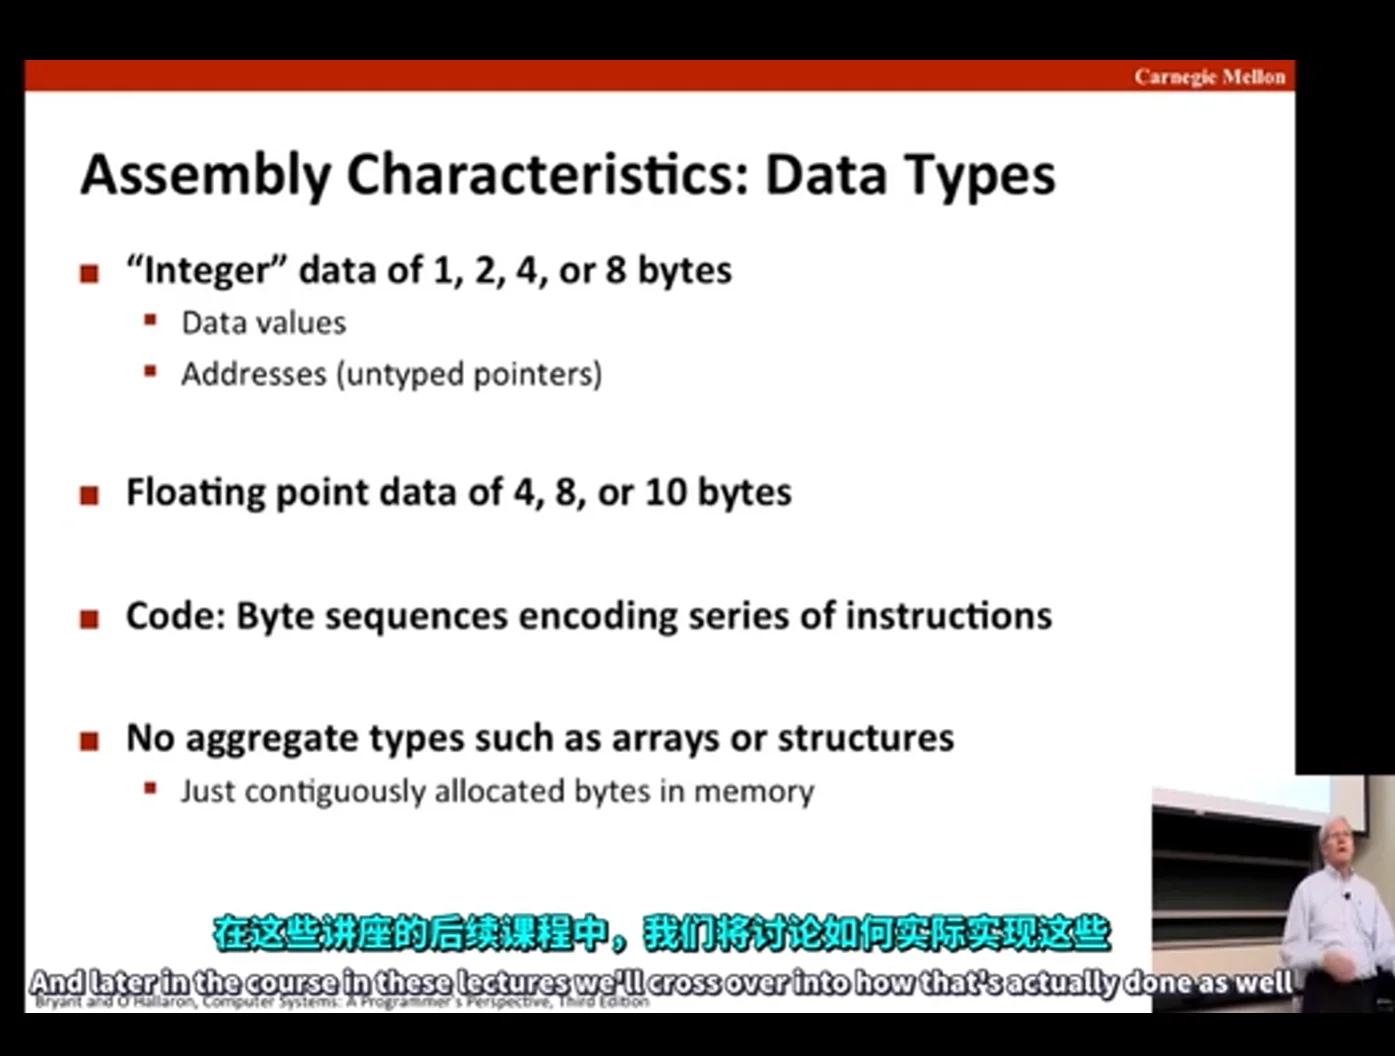 Carnegie Mellon
Assembly Characteristics: Data Types
“Integer” data of 1, 2, 4, or 8 bytes
Data values
Addresses (untyped pointers)
Floating point data of 4, 8, or 10 bytes
Code: Byte sequences encoding series of instructions
No aggregate types such as arrays or structures
Just contiguously allocated bytes in memory
在这些讲座的后续课程中，我们将讨论如何实际实现这些
And later in the course in these lectures we'll cross over into how that's actually done as well
Bryant and O'Hallaron, Computer Systems: A Programmer's Perspective, Third Edition